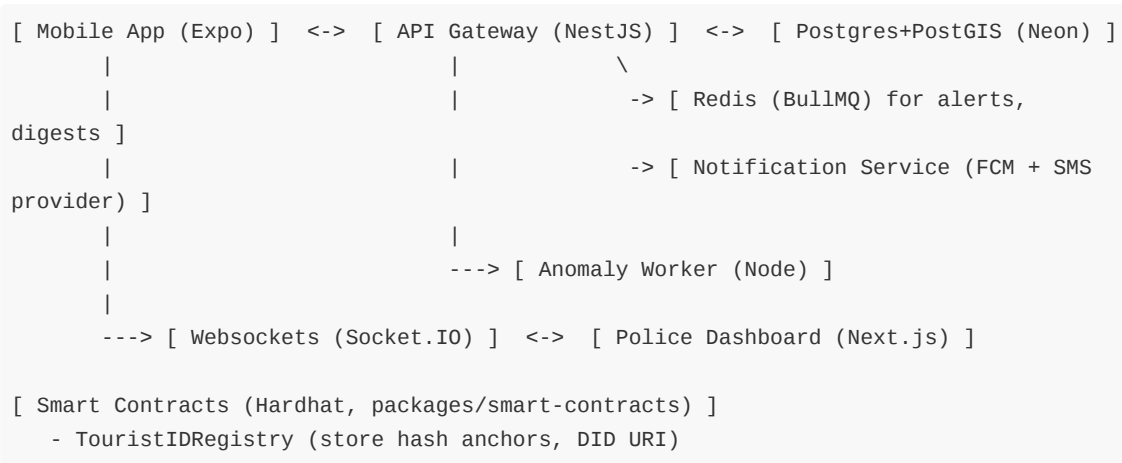 [ Mobile App (Expo) ]  <-> [ API Gateway (NestJS) ]  <-> [ Postgres+PostGIS (Neon) ]
      |                         |         \
      |                         |          -> [ Redis (BullMQ) for alerts,
digests ]
      |                         |          -> [ Notification Service (FCM + SMS
provider) ]
      |                         |
      |                         ---> [ Anomaly Worker (Node) ]
      |
      ---> [ Websockets (Socket.IO) ]  <->  [ Police Dashboard (Next.js) ]

[ Smart Contracts (Hardhat, packages/smart-contracts) ]
   - TouristIDRegistry (store hash anchors, DID URI)